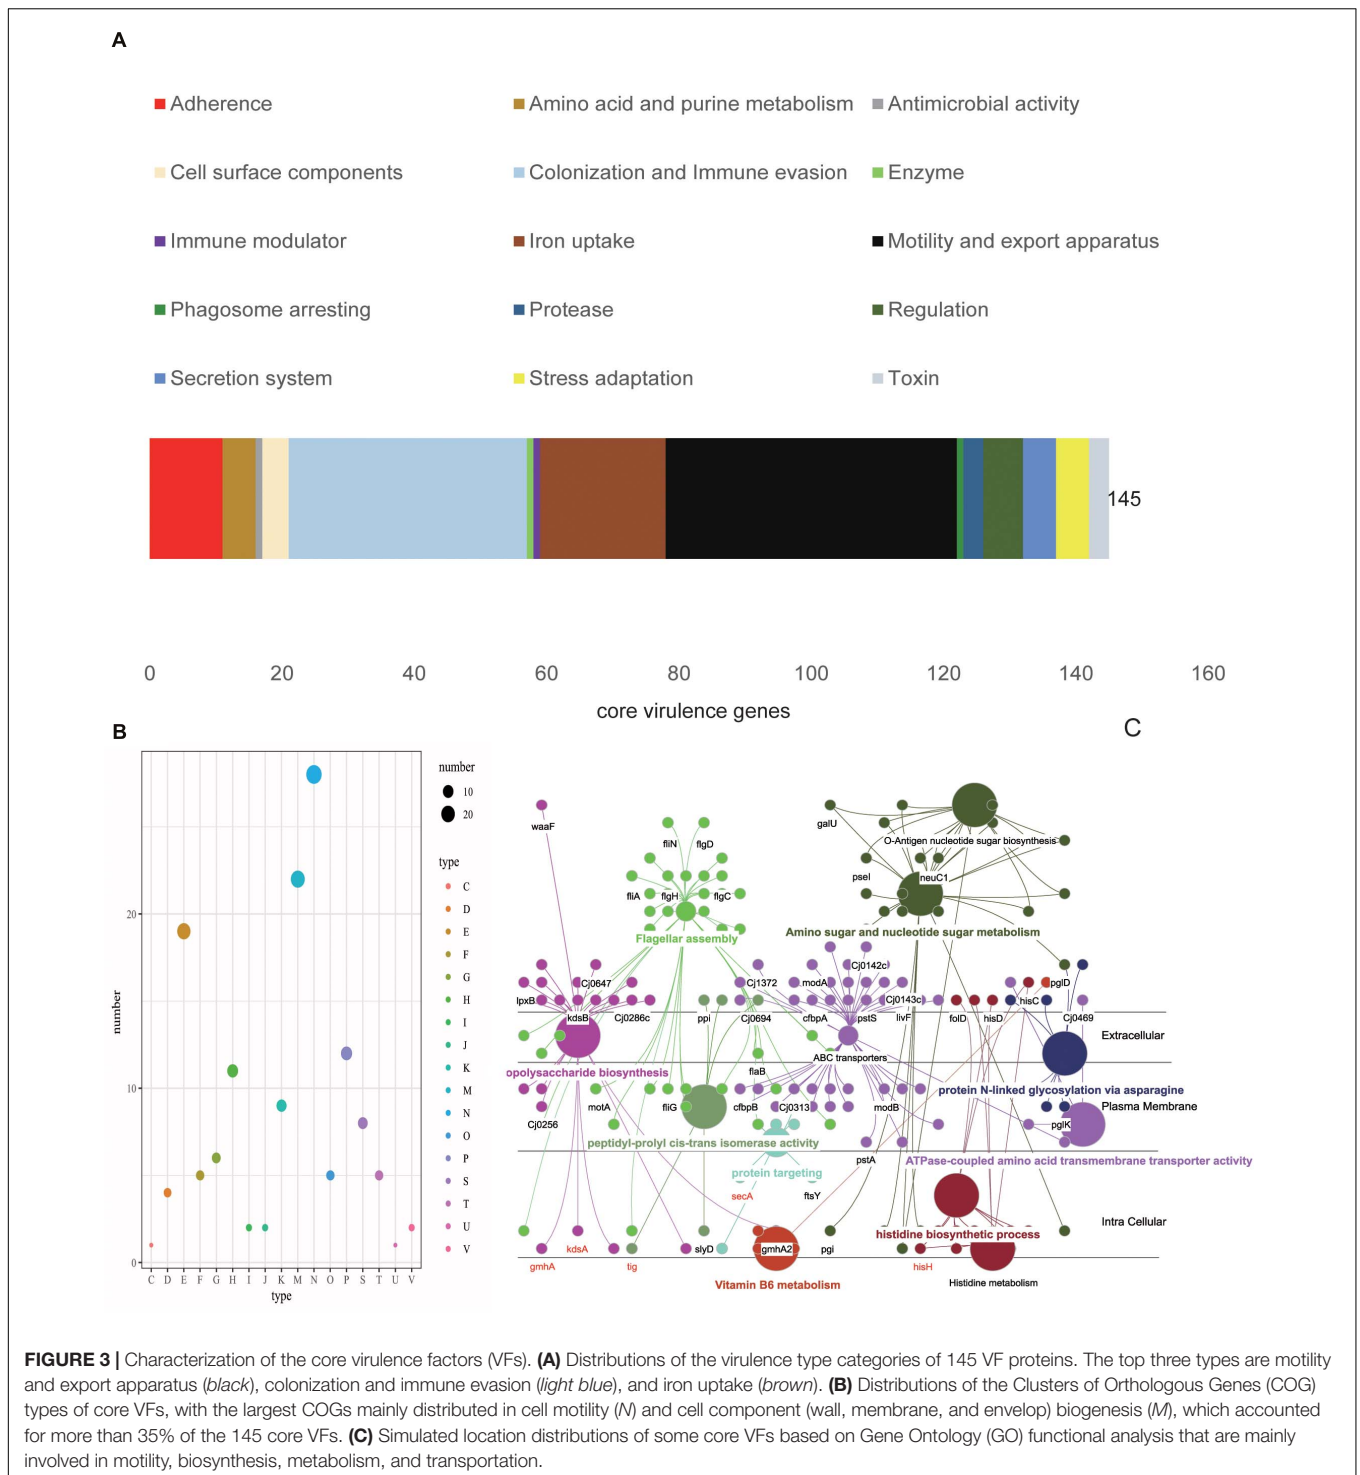 A
Adherence
Amino acid and purine metabolism
Antimicrobial activity
Cell surface components
Colonization and Immune evasion
Enzyme
Immune modulator
Iron uptake
Motility and export apparatus
Phagosome arresting
Protease
Regulation
Secretion system
Stress adaptation
Toxin
145
0 20 40 60 80 100 120 140 160
core virulence genes
B
number
20
10
0
C D E F G H I J K M N O P S T U V
type
number
10
20
type
C
D
E
F
G
H
I
J
K
M
N
O
P
S
T
U
V
C
waaF
galU
fliN flgD
O-Antigen nucleotide sugar biosynthesis
pseI
neuC1
fliA flgH flgC
Flagellar assembly
Amino sugar and nucleotide sugar metabolism
Cj0142c
Cj0647
Cj1372
modA
pglD
lpxB
Cj0143c
hisC
kdsB
Cj0286c
ppi
Cj0694
cfbpA
pstS
livF
folD
hisD
Cj0469
Extracellular
ABC transporters
flaB
opolysaccharide biosynthesis
protein N-linked glycosylation via asparagine
motA
fliG
cfbpB
Cj0313
modB
Plasma Membrane
Cj0256
pglK
peptidyl-prolyl cis-trans isomerase activity
pstA
ATPase-coupled amino acid transmembrane transporter activity
protein targeting
secA
ftsY
Intra Cellular
histidine biosynthetic process
kdsA
slyD
gmhA2
pgi
gmhA
tig
hisH
Vitamin B6 metabolism
Histidine metabolism
FIGURE 3 | Characterization of the core virulence factors (VFs). (A) Distributions of the virulence type categories of 145 VF proteins. The top three types are motility
and export apparatus (black), colonization and immune evasion (light blue), and iron uptake (brown). (B) Distributions of the Clusters of Orthologous Genes (COG)
types of core VFs, with the largest COGs mainly distributed in cell motility (N) and cell component (wall, membrane, and envelop) biogenesis (M), which accounted
for more than 35% of the 145 core VFs. (C) Simulated location distributions of some core VFs based on Gene Ontology (GO) functional analysis that are mainly
involved in motility, biosynthesis, metabolism, and transportation.